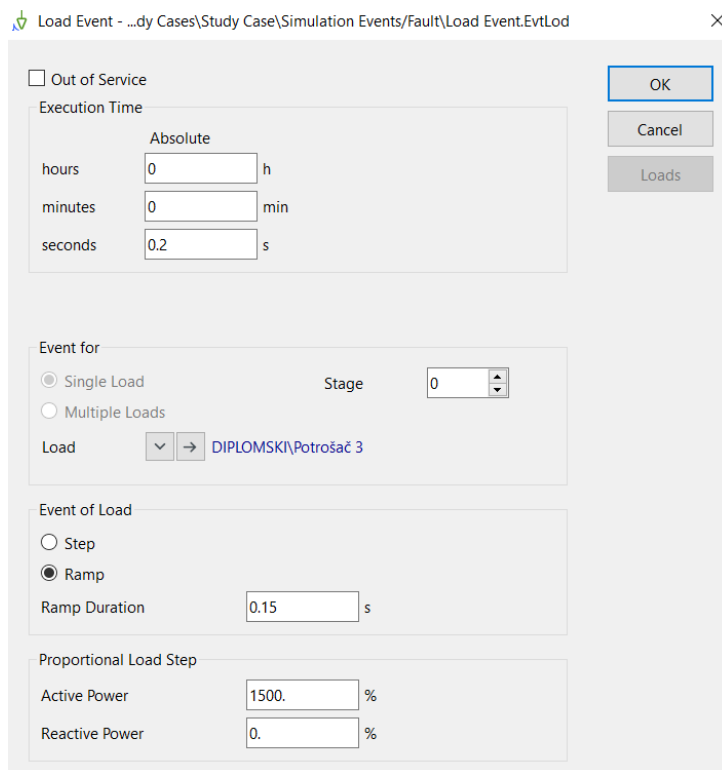 Load Event - ...dy Cases\Study Case\Simulation Events/Fault\Load Event.EvtLod
Out of Service
OK
Execution Time
Cancel
Absolute
hours 0 h
Loads
minutes 0 min
seconds 0.2 s
Event for
Single Load Stage 0
Multiple Loads
Load DIPLOMSKI\Potrošač 3
Event of Load
Step
Ramp
Ramp Duration 0.15 s
Proportional Load Step
Active Power 1500. %
Reactive Power 0. %